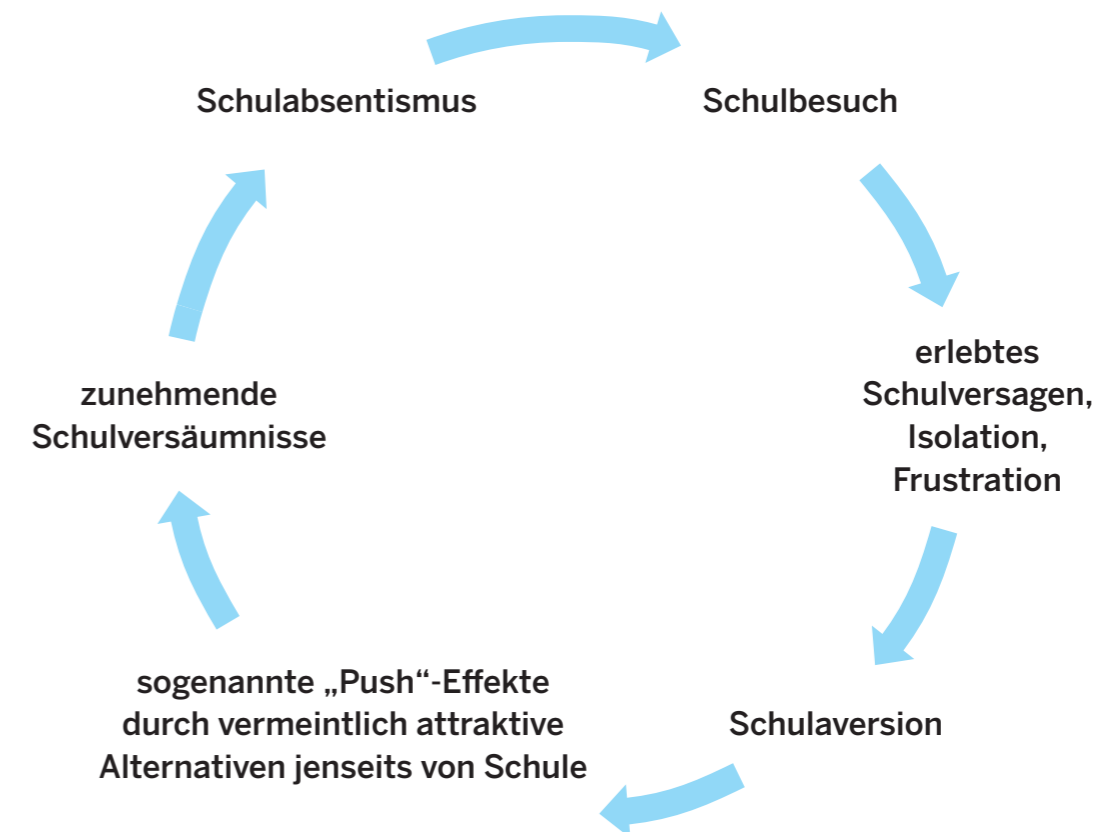 Schulabsentismus
Schulbesuch
erlebtes
Schulversagen,
Isolation,
Frustration
Schulaversion
sogenannte „Push“-Effekte
durch vermeintlich attraktive
Alternativen jenseits von Schule
zunehmende
Schulversäumnisse